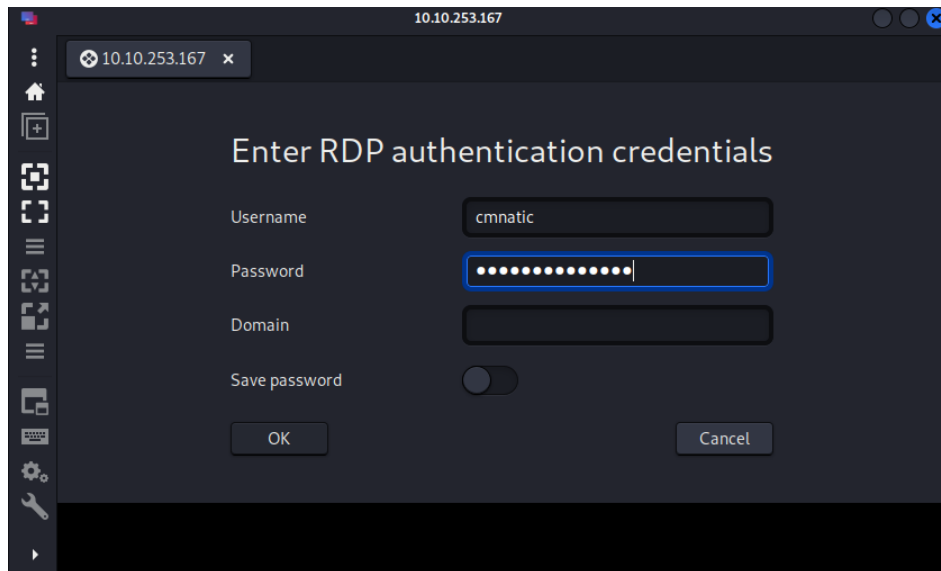 10.10.253.167
10.10.253.167
Enter RDP authentication credentials
Username cmnatic
Password ●●●●●●●●●●●●●●
Domain
Save password
OK Cancel